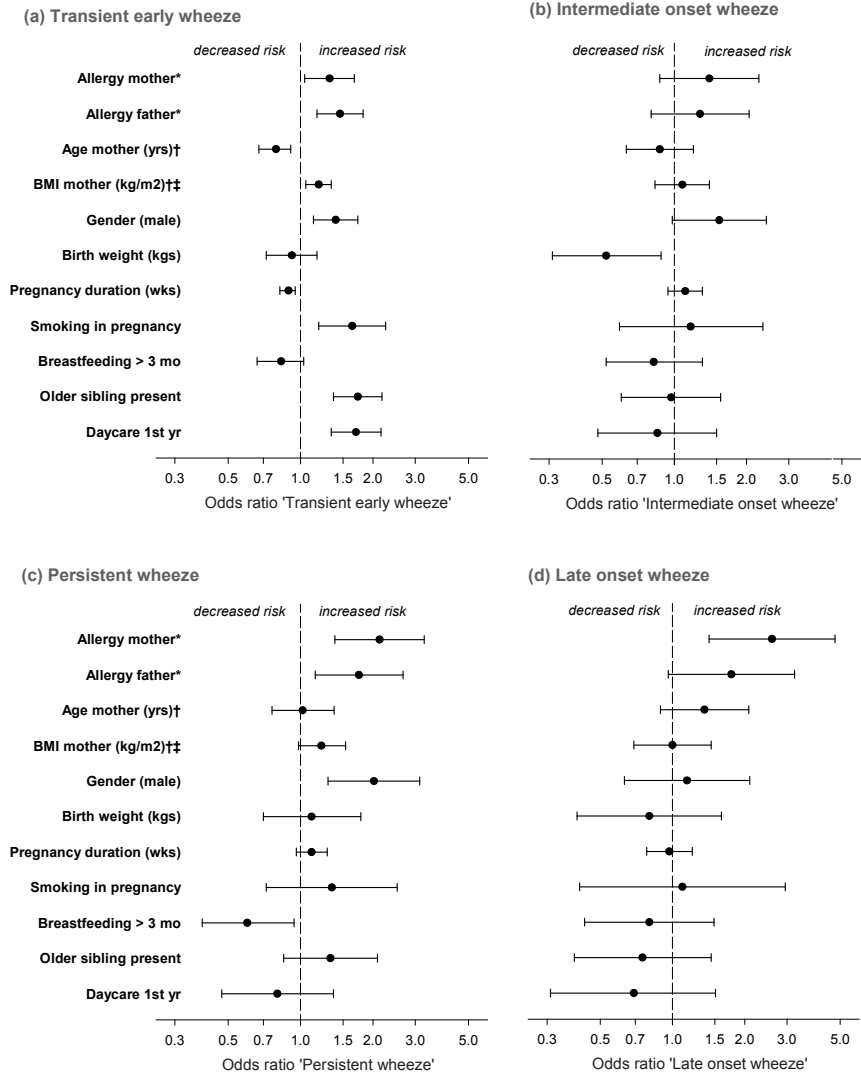 (a) Transient early wheeze
decreased risk increased risk
Allergy mother*
Allergy father*
Age mother (yrs)†
BMI mother (kg/m2)†‡
Gender (male)
Birth weight (kgs)
Pregnancy duration (wks)
Smoking in pregnancy
Breastfeeding > 3 mo
Older sibling present
Daycare 1st yr
0.3 0.5 0.7 1.0 1.5 2.0 3.0 5.0
Odds ratio 'Transient early wheeze'
(b) Intermediate onset wheeze
decreased risk increased risk
0.3 0.5 0.7 1.0 1.5 2.0 3.0 5.0
Odds ratio 'Intermediate onset wheeze'
(c) Persistent wheeze
decreased risk increased risk
Allergy mother*
Allergy father*
Age mother (yrs)†
BMI mother (kg/m2)†‡
Gender (male)
Birth weight (kgs)
Pregnancy duration (wks)
Smoking in pregnancy
Breastfeeding > 3 mo
Older sibling present
Daycare 1st yr
0.3 0.5 0.7 1.0 1.5 2.0 3.0 5.0
Odds ratio 'Persistent wheeze'
(d) Late onset wheeze
decreased risk increased risk
0.3 0.5 0.7 1.0 1.5 2.0 3.0 5.0
Odds ratio 'Late onset wheeze'